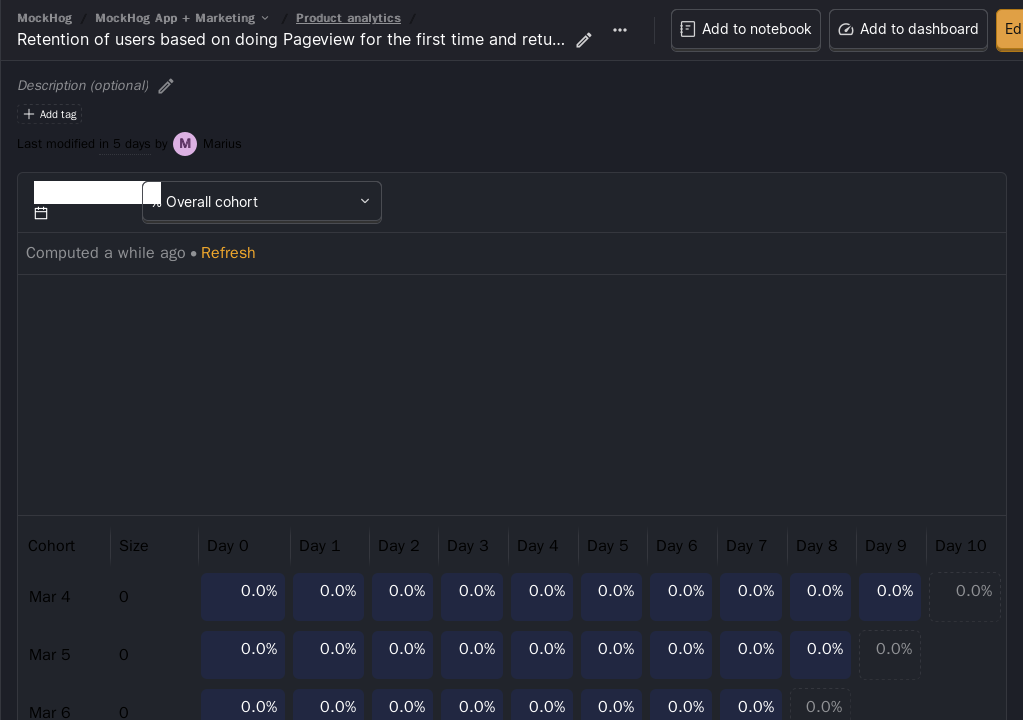 MockHog / MockHog App + Marketing / Product analytics /
Retention of users based on doing Pageview for the first time and retu...
Add to notebook
Add to dashboard
Ed
Description (optional)
Add tag
Last modified in 5 days by M Marius
Overall cohort
Computed a while ago • Refresh
Cohort Size Day 0 Day 1 Day 2 Day 3 Day 4 Day 5 Day 6 Day 7 Day 8 Day 9 Day 10
Mar 4 0 0.0% 0.0% 0.0% 0.0% 0.0% 0.0% 0.0% 0.0% 0.0% 0.0% 0.0%
Mar 5 0 0.0% 0.0% 0.0% 0.0% 0.0% 0.0% 0.0% 0.0% 0.0% 0.0%
Mar 6 0 0.0% 0.0% 0.0% 0.0% 0.0% 0.0% 0.0% 0.0% 0.0%